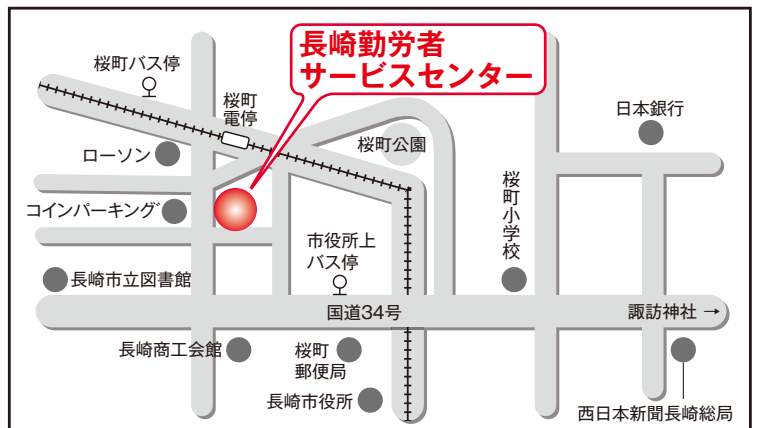 長崎勤労者
サービスセンター
桜町バス停
桜町
電停
日本銀行
桜町公園
ローソン
桜町小学校
コインパーキング
市役所上
バス停
長崎市立図書館
国道34号
諏訪神社 →
長崎商工会館
桜町
郵便局
長崎市役所
西日本新聞長崎総局